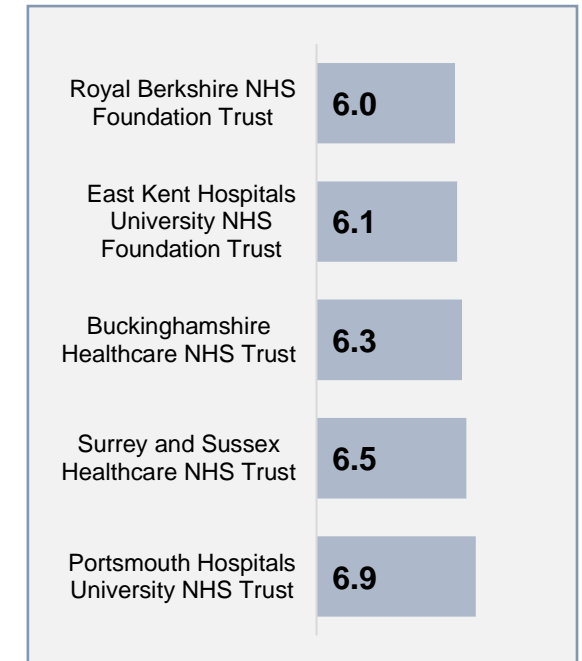 Royal Berkshire NHS
Foundation Trust
6.0
East Kent Hospitals
University NHS
Foundation Trust
6.1
Buckinghamshire
Healthcare NHS Trust
6.3
Surrey and Sussex
Healthcare NHS Trust
6.5
Portsmouth Hospitals
University NHS Trust
6.9